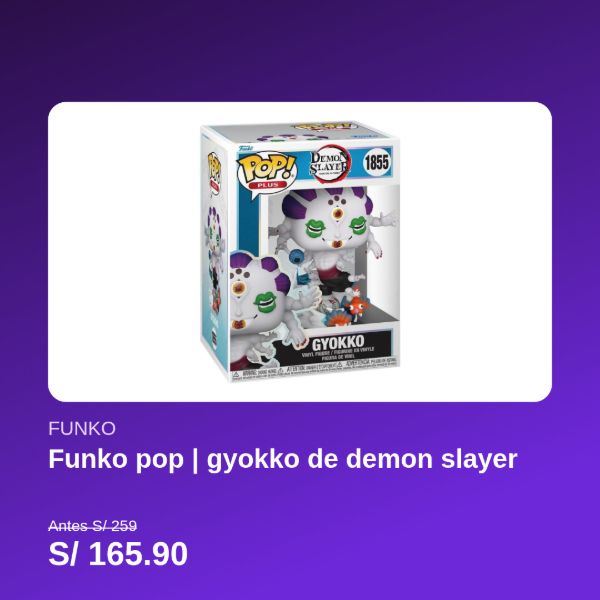 Funko
POP!
PLUS
DEMON
SLAYER
1855
GYOKKO
VINYL FIGURE / FIGURINE EN VINYLE
FIGURA DE VINIL
FUNKO
Funko pop | gyokko de demon slayer
Antes S/ 259
S/ 165.90